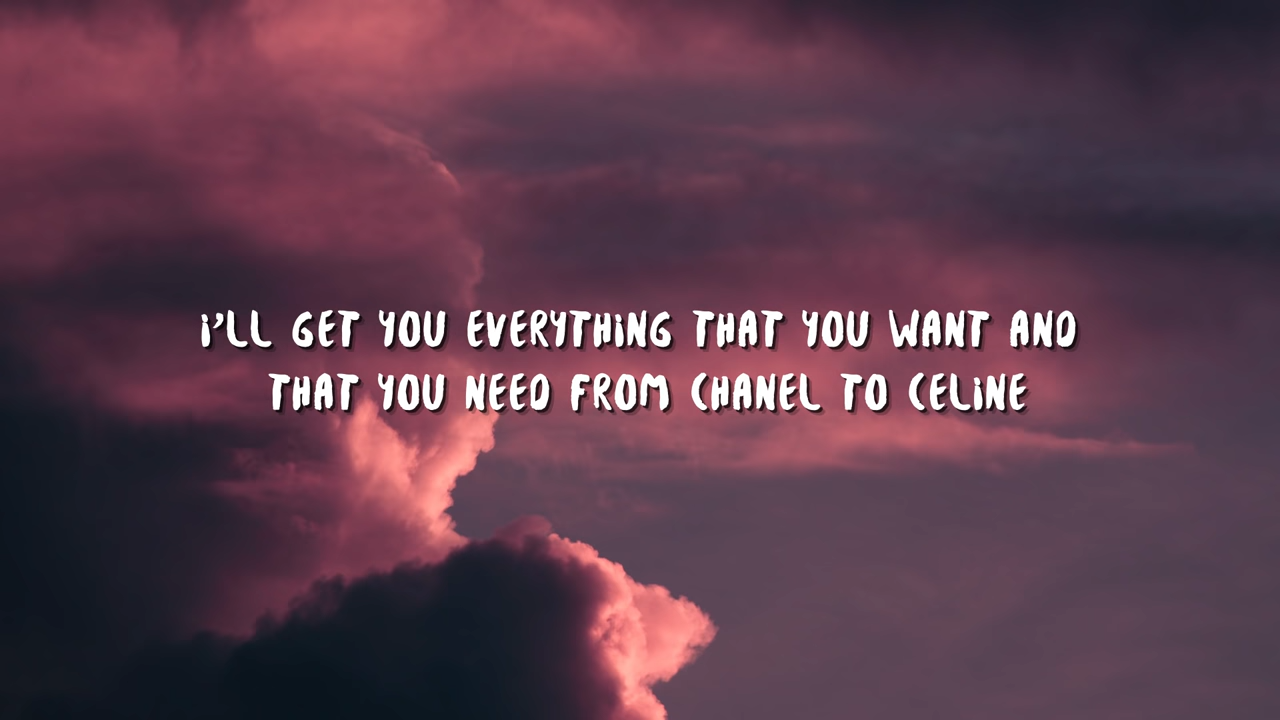 i'LL GET YOU EVERYTHiNG THAT YOU WANT AND
THAT YOU NEED FROM CHANEL TO CELiNE